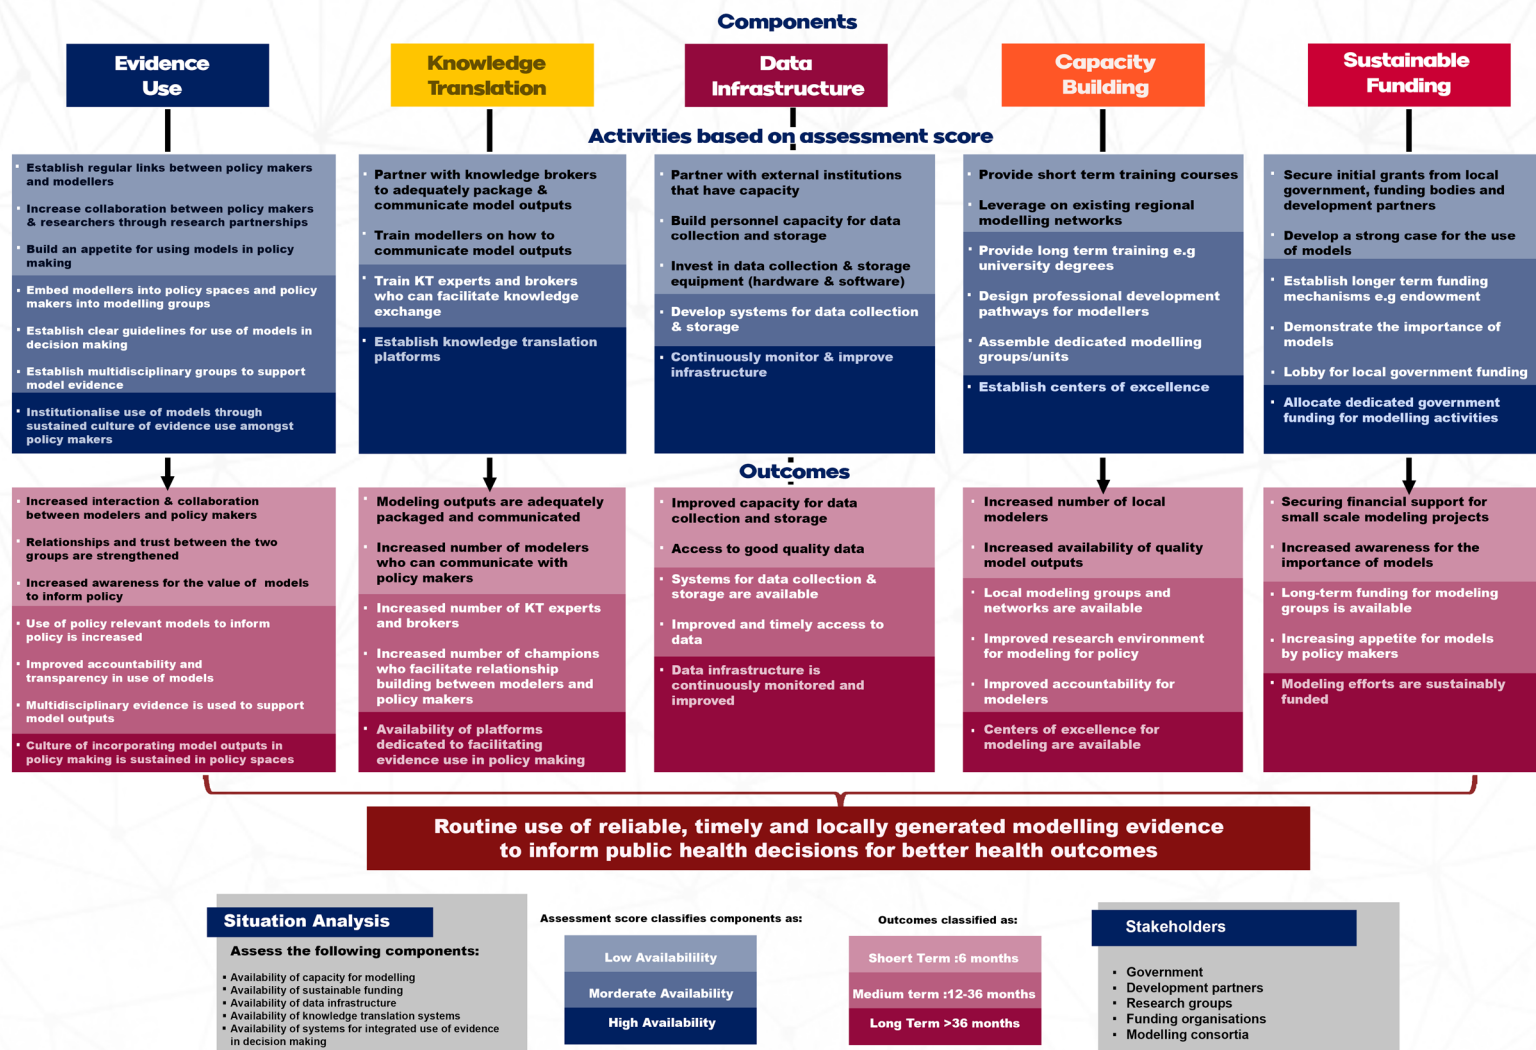 Components
Evidence
Use
Knowledge
Translation
Data
Infrastructure
Capacity
Building
Sustainable
Funding
Activities based on assessment score
Establish regular links between policy makers
and modellers
Increase collaboration between policy makers
& researchers through research partnerships
Build an appetite for using models in policy
making
Embed modellers into policy spaces and policy
makers into modelling groups
Establish clear guidelines for use of models in
decision making
Establish multidisciplinary groups to support
model evidence
Institutionalise use of models through
sustained culture of evidence use amongst
policy makers
Partner with knowledge brokers
to adequately package &
communicate model outputs
Train modellers on how to
communicate model outputs
Train KT experts and brokers
who can facilitate knowledge
exchange
Establish knowledge translation
platforms
Partner with external institutions
that have capacity
Build personnel capacity for data
collection and storage
Invest in data collection & storage
equipment (hardware & software)
Develop systems for data collection
& storage
Continuously monitor & improve
infrastructure
Provide short term training courses
Leverage on existing regional
modelling networks
Provide long term training e.g
university degrees
Design professional development
pathways for modellers
Assemble dedicated modelling
groups/units
Establish centers of excellence
Secure initial grants from local
government, funding bodies and
development partners
Develop a strong case for the use
of models
Establish longer term funding
mechanisms e.g endowment
Demonstrate the importance of
models
Lobby for local government funding
Allocate dedicated government
funding for modelling activities
Outcomes
Increased interaction & collaboration
between modelers and policy makers
Relationships and trust between the two
groups are strengthened
Increased awareness for the value of models
to inform policy
Use of policy relevant models to inform
policy is increased
Improved accountability and
transparency in use of models
Multidisciplinary evidence is used to support
model outputs
Culture of incorporating model outputs in
policy making is sustained in policy spaces
Modeling outputs are adequately
packaged and communicated
Increased number of modelers
who can communicate with
policy makers
Increased number of KT experts
and brokers
Increased number of champions
who facilitate relationship
building between modelers and
policy makers
Availability of platforms
dedicated to facilitating
evidence use in policy making
Improved capacity for data
collection and storage
Access to good quality data
Systems for data collection &
storage are available
Improved and timely access to
data
Data infrastructure is
continuously monitored and
improved
Increased number of local
modelers
Increased availability of quality
model outputs
Local modeling groups and
networks are available
Improved research environment
for modeling for policy
Improved accountability for
modelers
Centers of excellence for
modeling are available
Securing financial support for
small scale modeling projects
Increased awareness for the
importance of models
Long-term funding for modeling
groups is available
Increasing appetite for models
by policy makers
Modeling efforts are sustainably
funded
Routine use of reliable, timely and locally generated modelling evidence
to inform public health decisions for better health outcomes
Situation Analysis
Assess the following components:
Availability of capacity for modelling
Availability of sustainable funding
Availability of data infrastructure
Availability of knowledge translation systems
Availability of systems for integrated use of evidence
in decision making
Assessment score classifies components as:
Low Availablility
Morderate Availability
High Availability
Outcomes classified as:
Shoert Term :6 months
Medium term :12-36 months
Long Term >36 months
Stakeholders
Government
Development partners
Research groups
Funding organisations
Modelling consortia